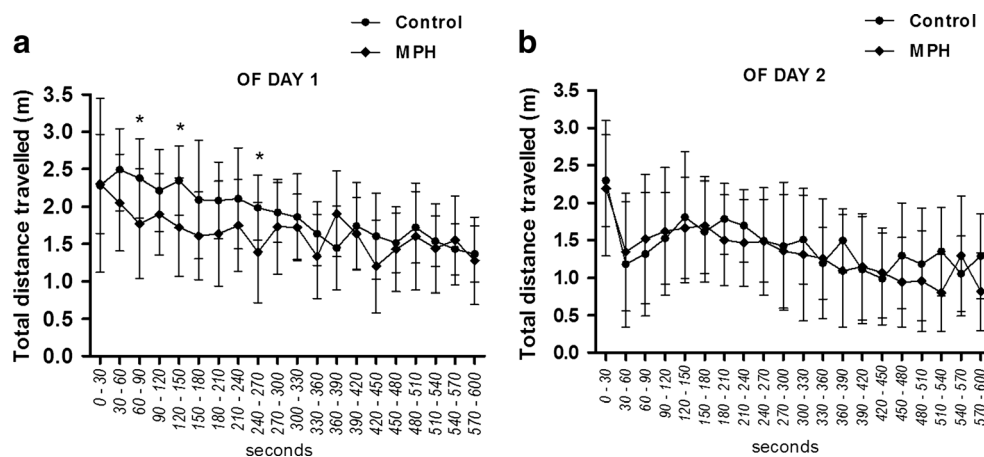 a
Control
MPH
OF DAY 1
Total distance travelled (m)
3.5
3.0
2.5
2.0
1.5
1.0
0.5
0.0
*
*
*
0 - 30
30 - 60
60 - 90
90 - 120
120 - 150
150 - 180
180 - 210
210 - 240
240 - 270
270 - 300
300 - 330
330 - 360
360 - 390
390 - 420
420 - 450
450 - 480
480 - 510
510 - 540
540 - 570
570 - 600
seconds
b
Control
MPH
OF DAY 2
Total distance travelled (m)
3.5
3.0
2.5
2.0
1.5
1.0
0.5
0.0
0 - 30
30 - 60
60 - 90
90 - 120
120 - 150
150 - 180
180 - 210
210 - 240
240 - 270
270 - 300
300 - 330
330 - 360
360 - 390
390 - 420
420 - 450
450 - 480
480 - 510
510 - 540
540 - 570
570 - 600
seconds